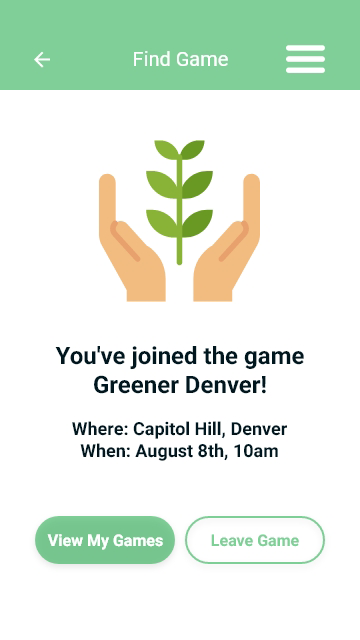 Find Game
You've joined the game
Greener Denver!
Where: Capitol Hill, Denver
When: August 8th, 10am
View My Games
Leave Game